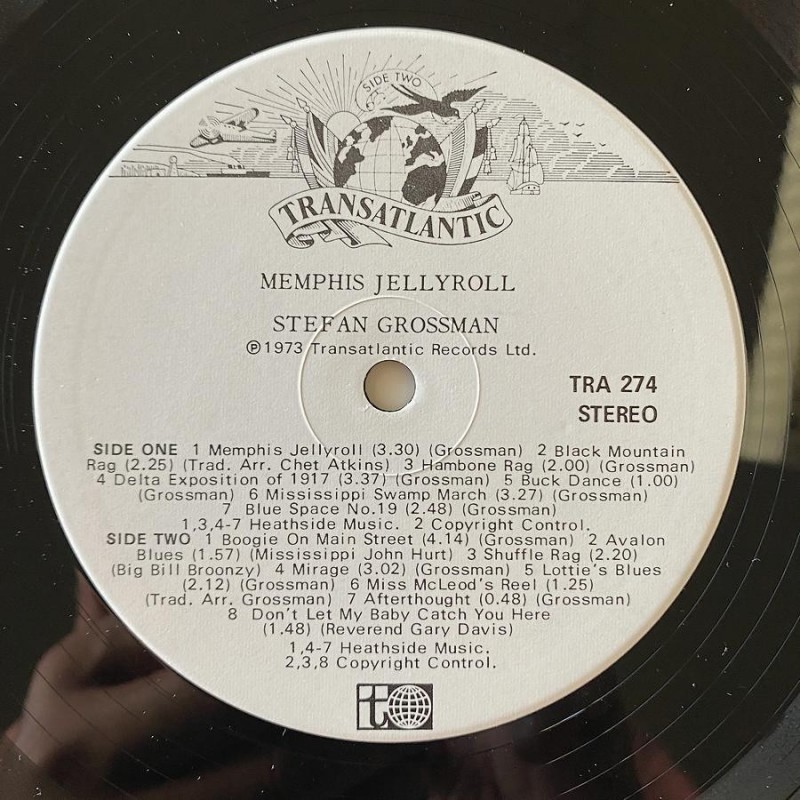 SIDE TWO
TRANSATLANTIC
MEMPHIS JELLYROLL
STEFAN GROSSMAN
Ⓟ1973 Transatlantic Records Ltd.
TRA 274
STEREO
SIDE ONE 1 Memphis Jellyroll (3.30) (Grossman) 2 Black Mountain
Rag (2.25) (Trad. Arr. Chet Atkins) 3 Hambone Rag (2.00) (Grossman)
4 Delta Exposition of 1917 (3.37) (Grossman) 5 Buck Dance (1.00)
(Grossman) 6 Mississippi Swamp March (3.27) (Grossman)
7 Blue Space No.19 (2.48) (Grossman)
1,3,4-7 Heathside Music. 2 Copyright Control.
SIDE TWO 1 Boogie On Main Street (4.14) (Grossman) 2 Avalon
Blues (1.57) (Mississippi John Hurt) 3 Shuffle Rag (2.20)
(Big Bill Broonzy) 4 Mirage (3.02) (Grossman) 5 Lottie's Blues
(2.12) (Grossman) 6 Miss McLeod's Reel (1.25)
(Trad. Arr. Grossman) 7 Afterthought (0.48) (Grossman)
8 Don't Let My Baby Catch You Here
(1.48) (Reverend Gary Davis)
1,4-7 Heathside Music.
2,3,8 Copyright Control.
t